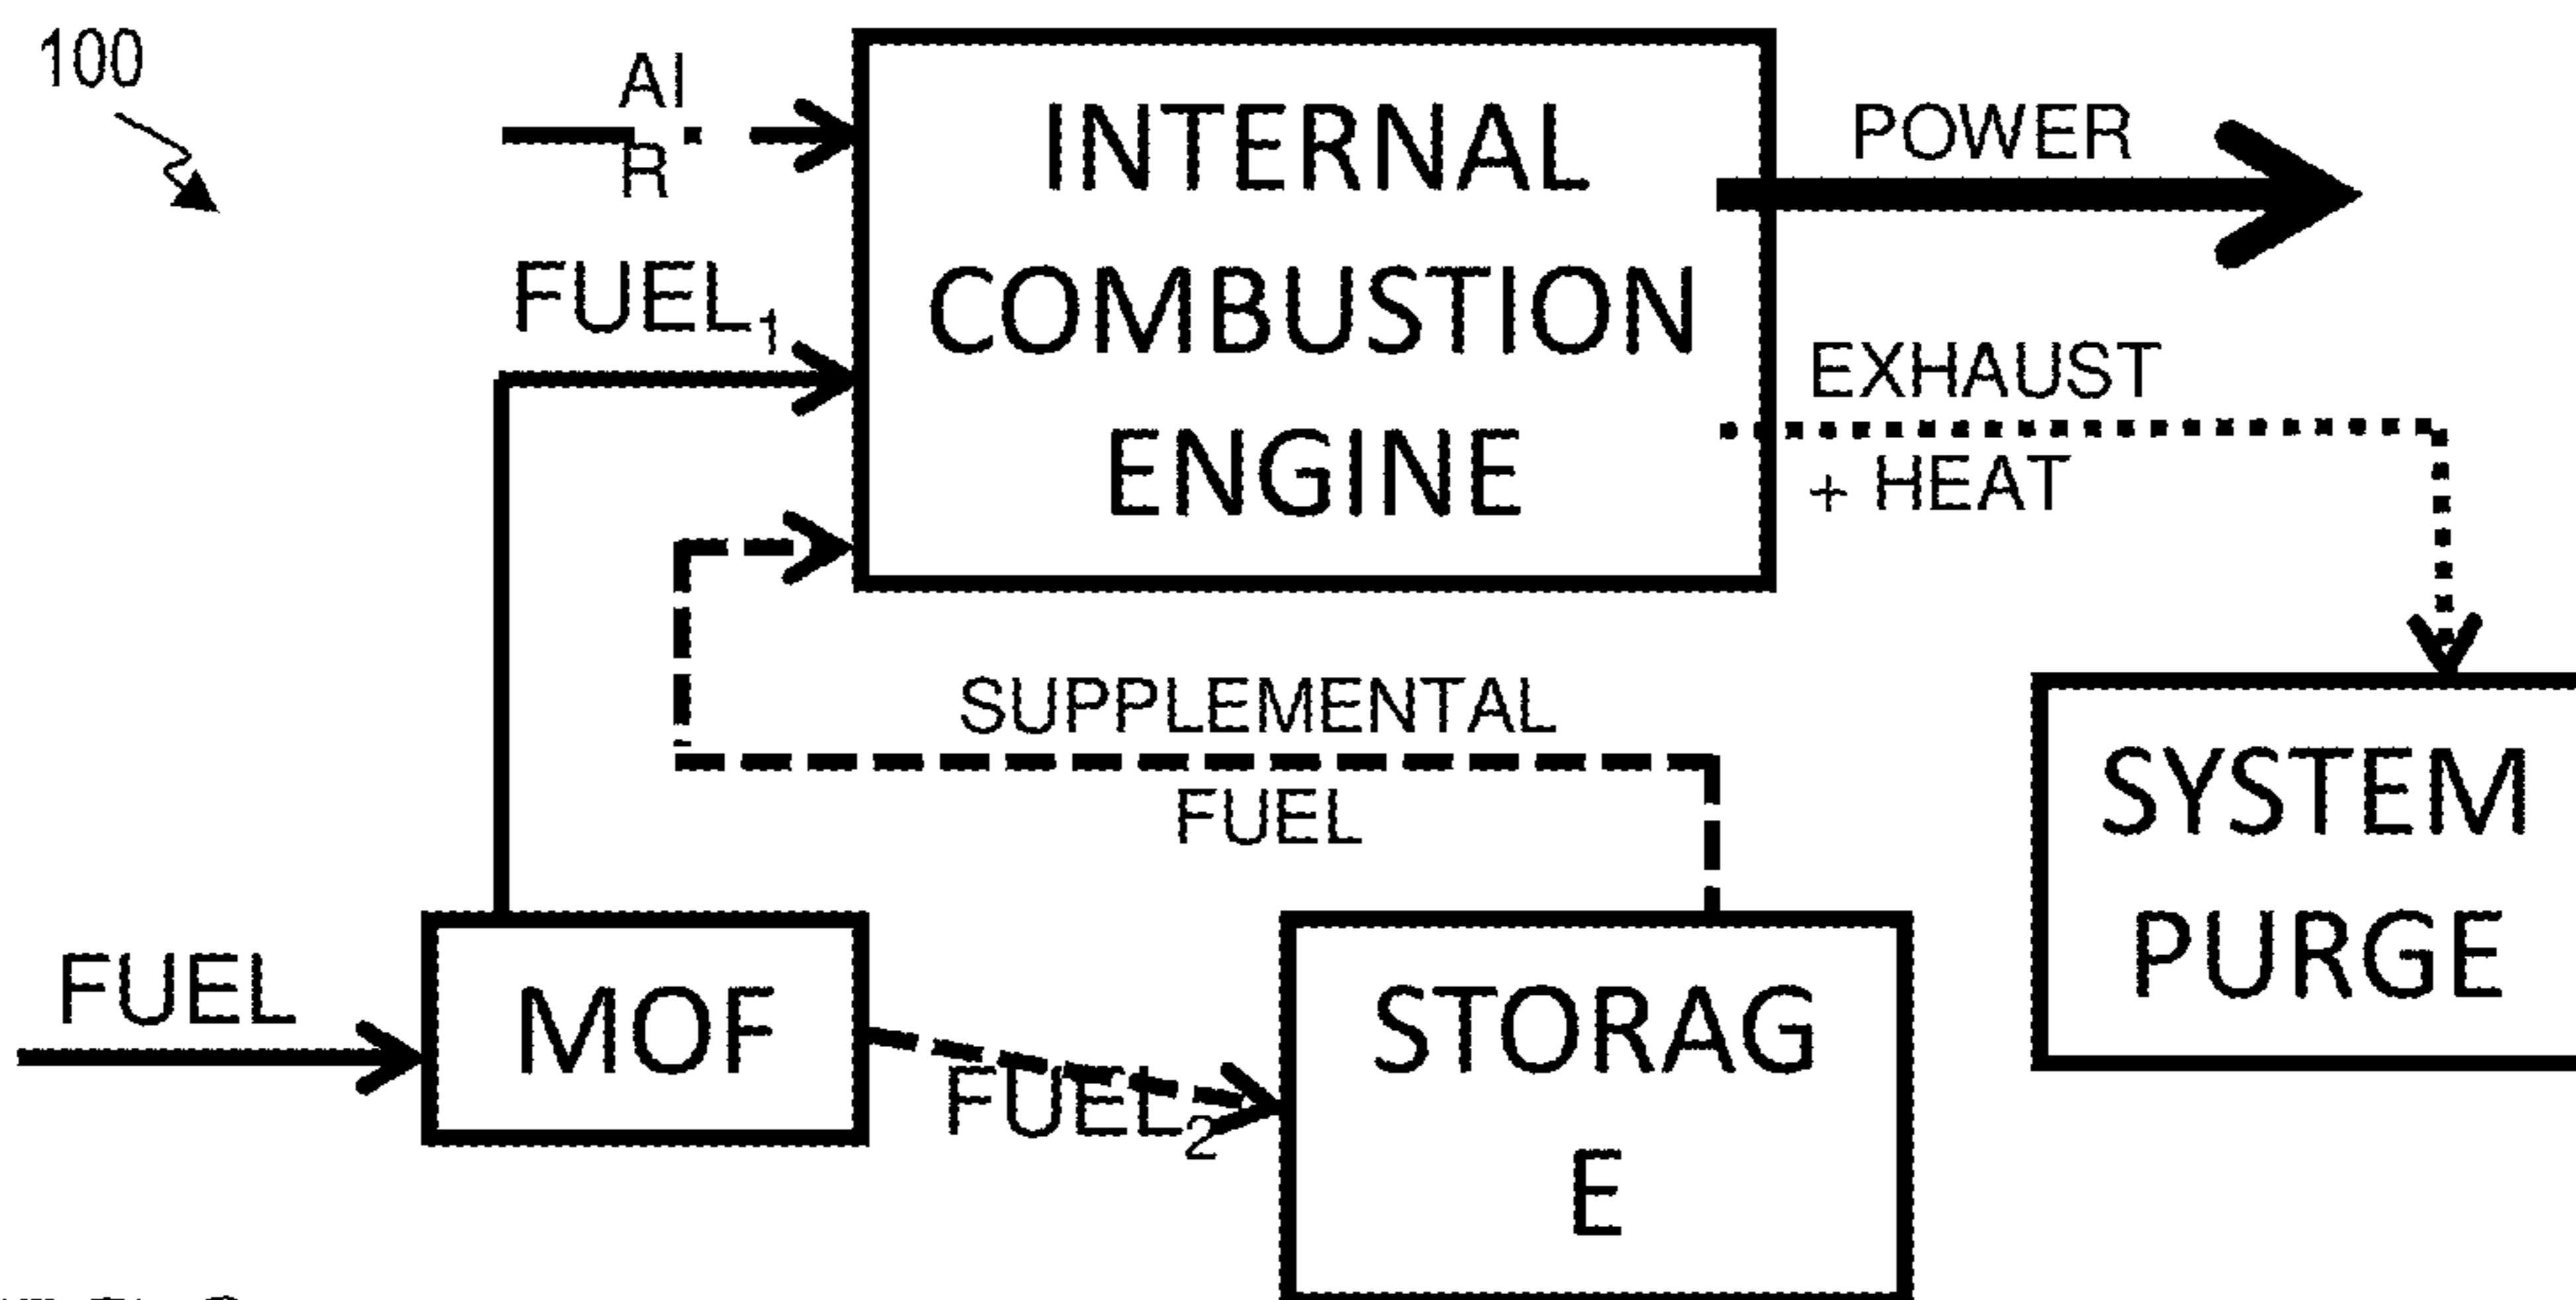 100
AI
R
INTERNAL
COMBUSTION
ENGINE
POWER
FUEL₁
EXHAUST
+ HEAT
SUPPLEMENTAL
FUEL
SYSTEM
PURGE
FUEL
MOF
FUEL₂
STORAG
E